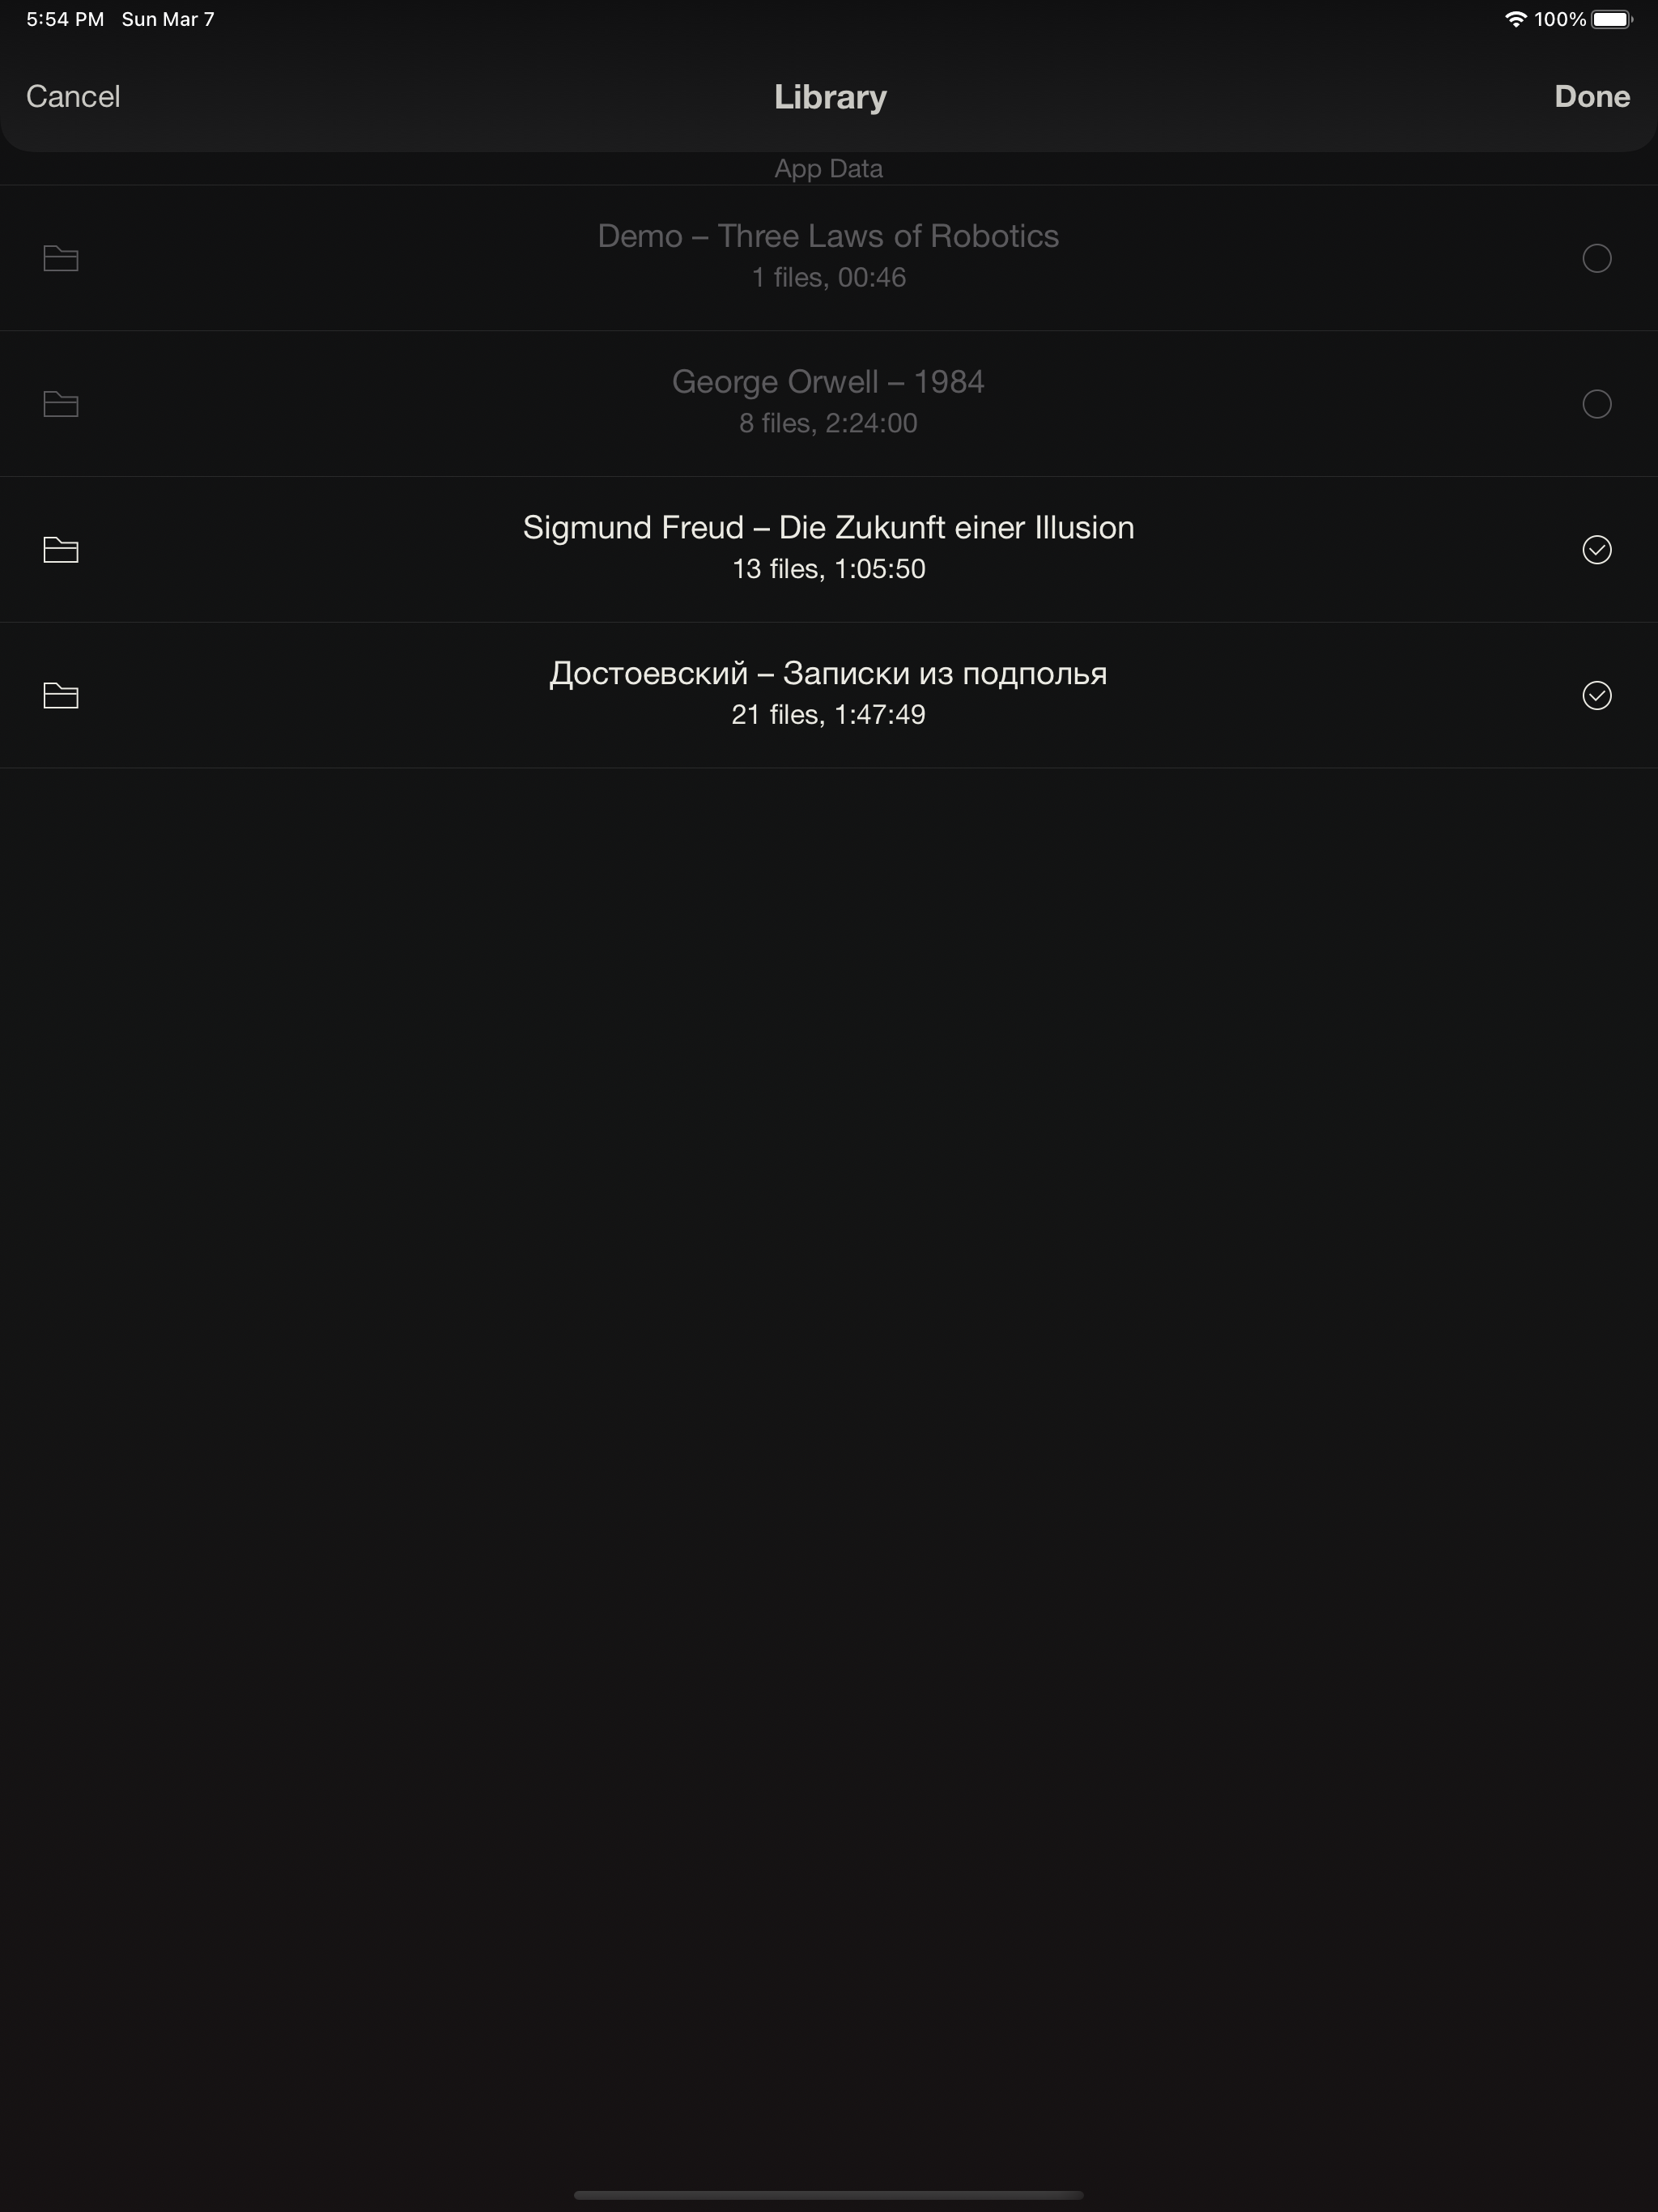 5:54 PM Sun Mar 7 100%
Cancel Library Done
App Data
Demo – Three Laws of Robotics
1 files, 00:46
George Orwell – 1984
8 files, 2:24:00
Sigmund Freud – Die Zukunft einer Illusion
13 files, 1:05:50
Достоевский – Записки из подполья
21 files, 1:47:49